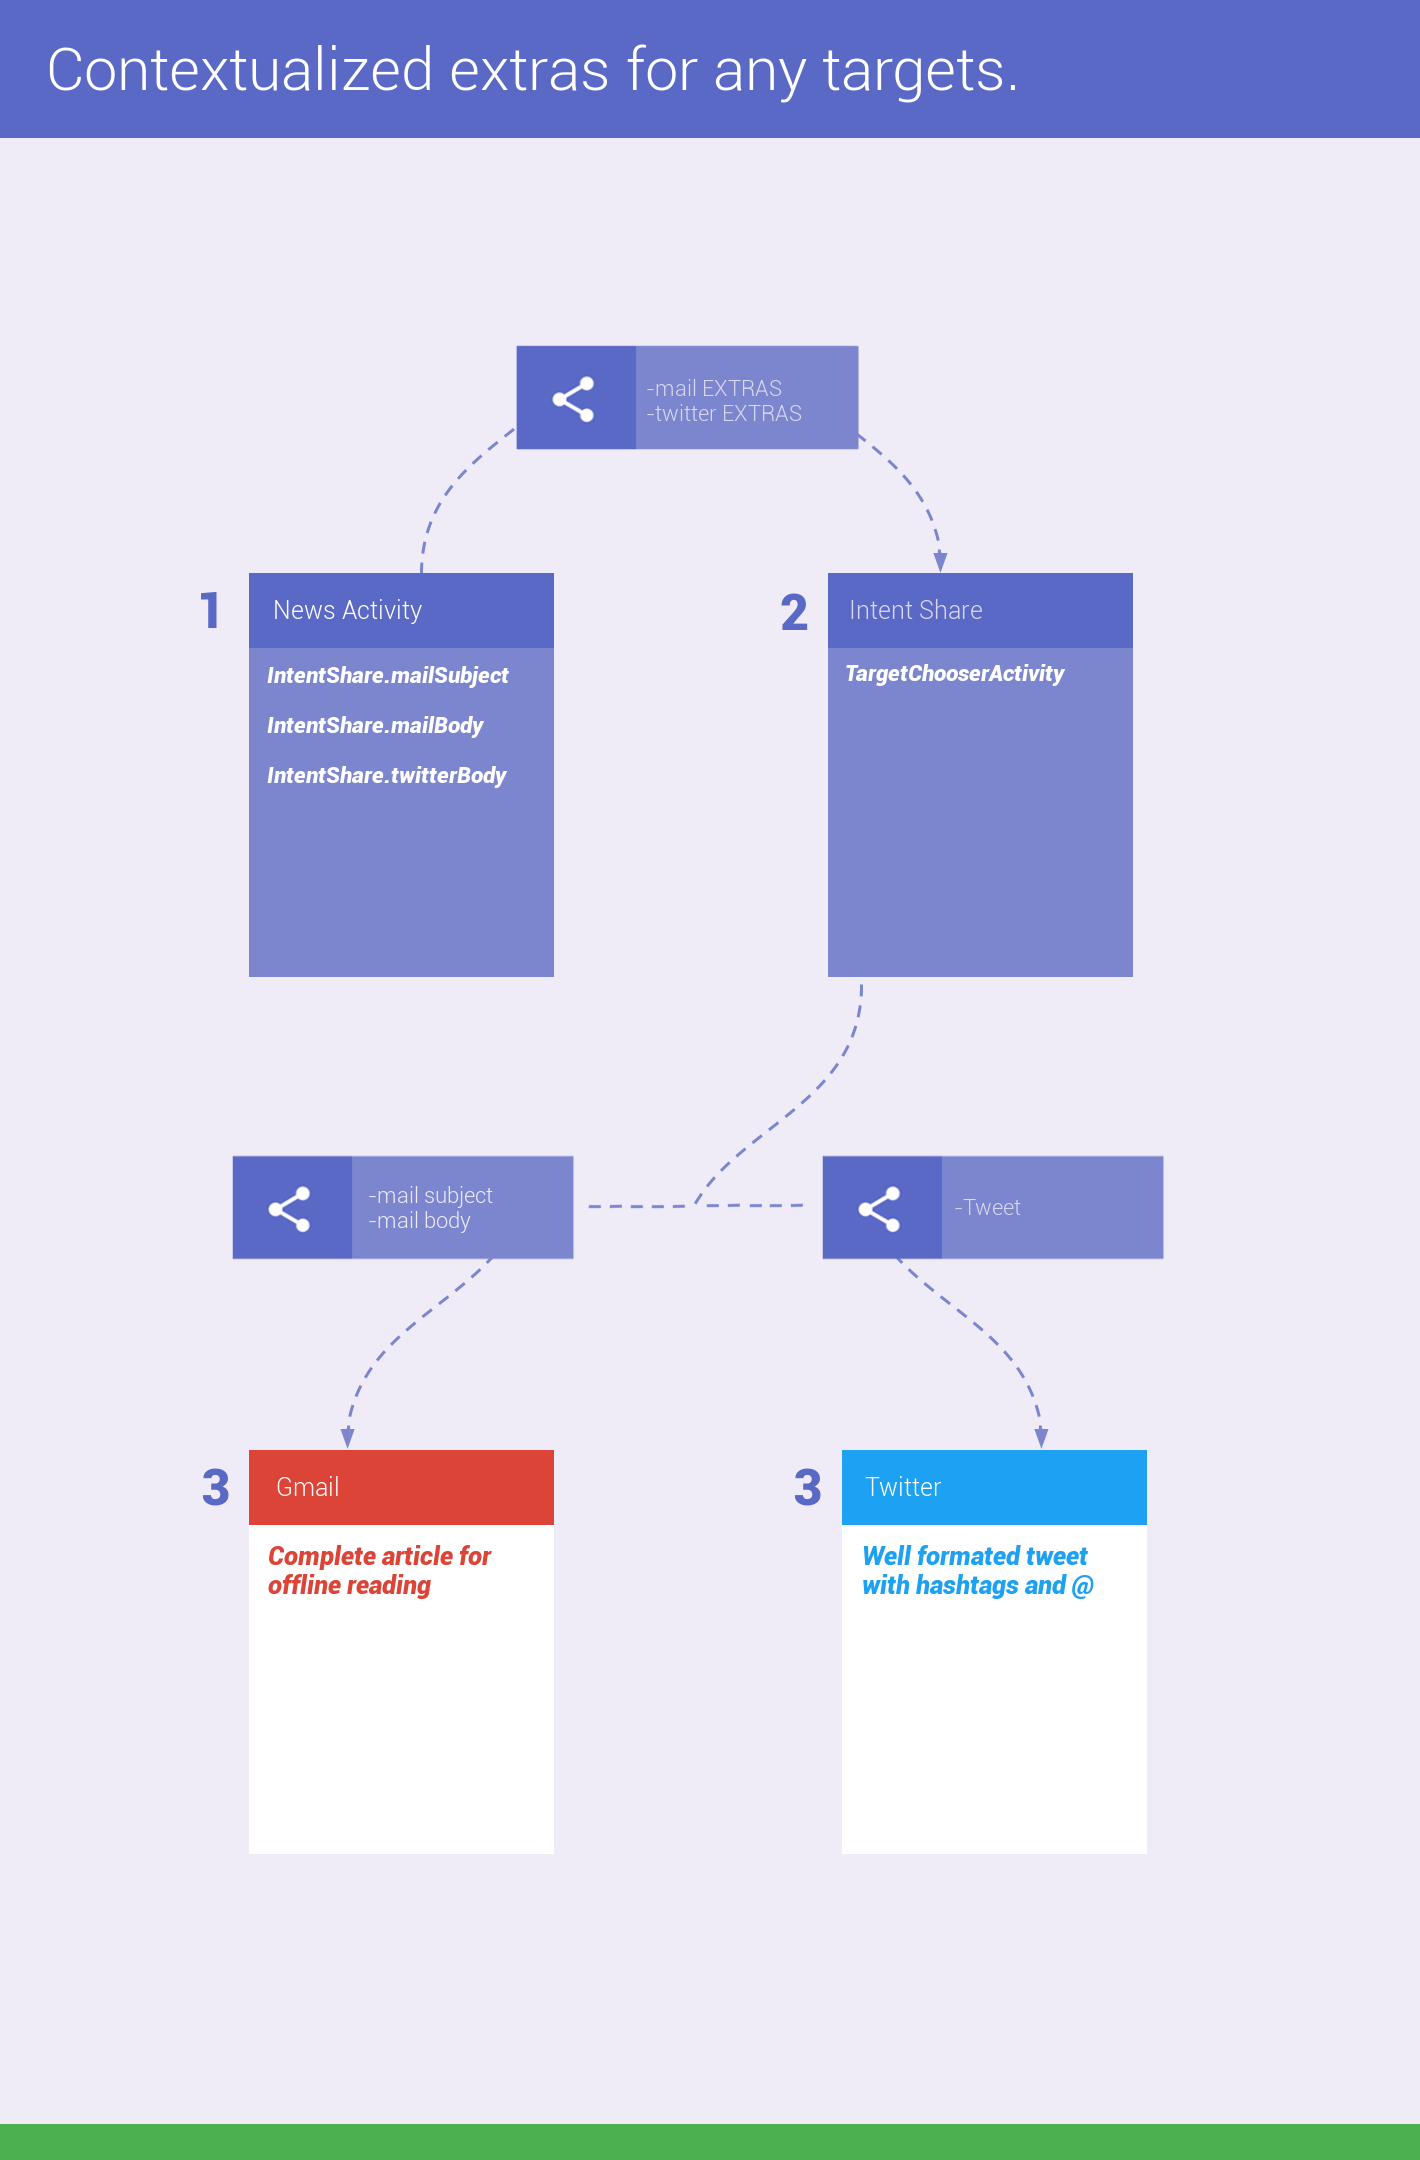 Contextualized extras for any targets.
-mail EXTRAS
-twitter EXTRAS
1
News Activity
IntentShare.mailSubject
IntentShare.mailBody
IntentShare.twitterBody
2
Intent Share
TargetChooserActivity
-mail subject
-mail body
-Tweet
3
Gmail
Complete article for
offline reading
3
Twitter
Well formated tweet
with hashtags and @